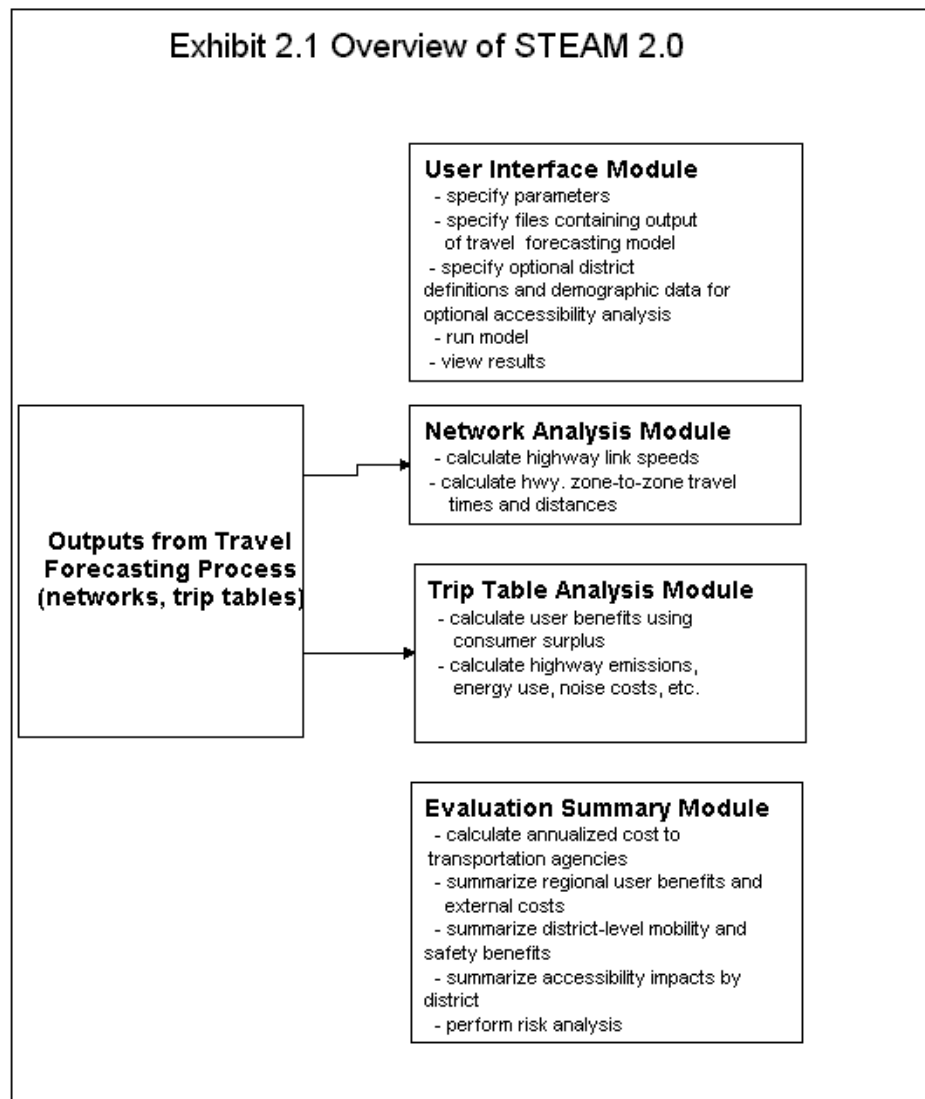 Exhibit 2.1 Overview of STEAM 2.0
User Interface Module
- specify parameters
- specify files containing output
of travel forecasting model
- specify optional district
definitions and demographic data for
optional accessibility analysis
- run model
- view results
Network Analysis Module
- calculate highway link speeds
- calculate hwy. zone-to-zone travel
times and distances
Outputs from Travel
Forecasting Process
(networks, trip tables)
Trip Table Analysis Module
- calculate user benefits using
consumer surplus
- calculate highway emissions,
energy use, noise costs, etc.
Evaluation Summary Module
- calculate annualized cost to
transportation agencies
- summarize regional user benefits and
external costs
- summarize district-level mobility and
safety benefits
- summarize accessibility impacts by
district
- perform risk analysis